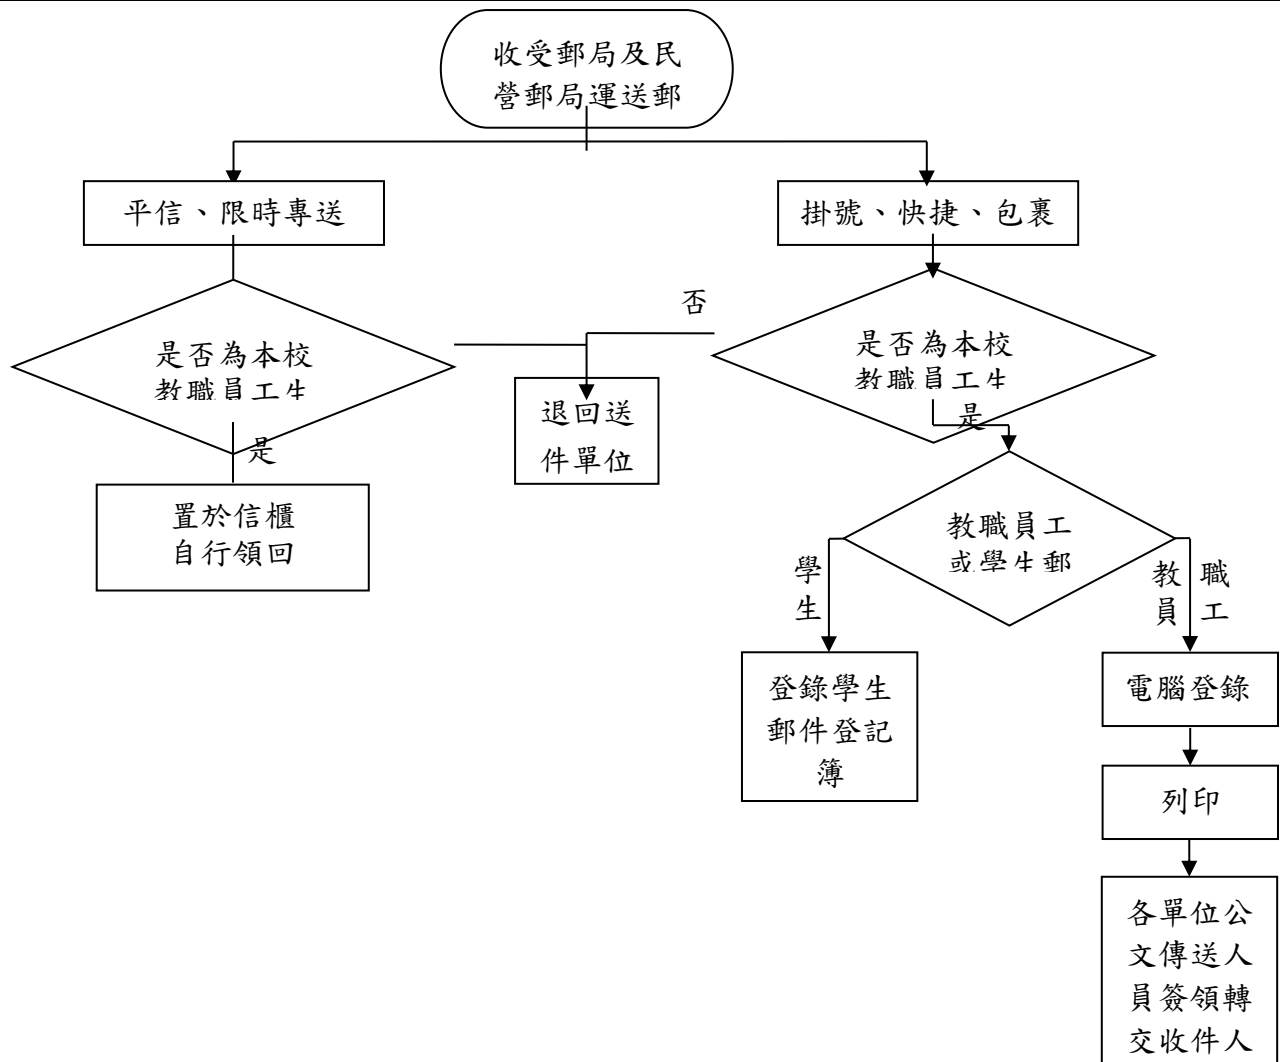 收受郵局及民
營郵局運送郵
平信、限時專送
掛號、快捷、包裹
否
是否為本校
教職員工生
是否為本校
教職員工生
退回送
件單位
是
是
置於信櫃
自行領回
教職員工
或學生郵
學
生
教 職
員 工
登錄學生
郵件登記
簿
電腦登錄
列印
各單位公
文傳送人
員簽領轉
交收件人